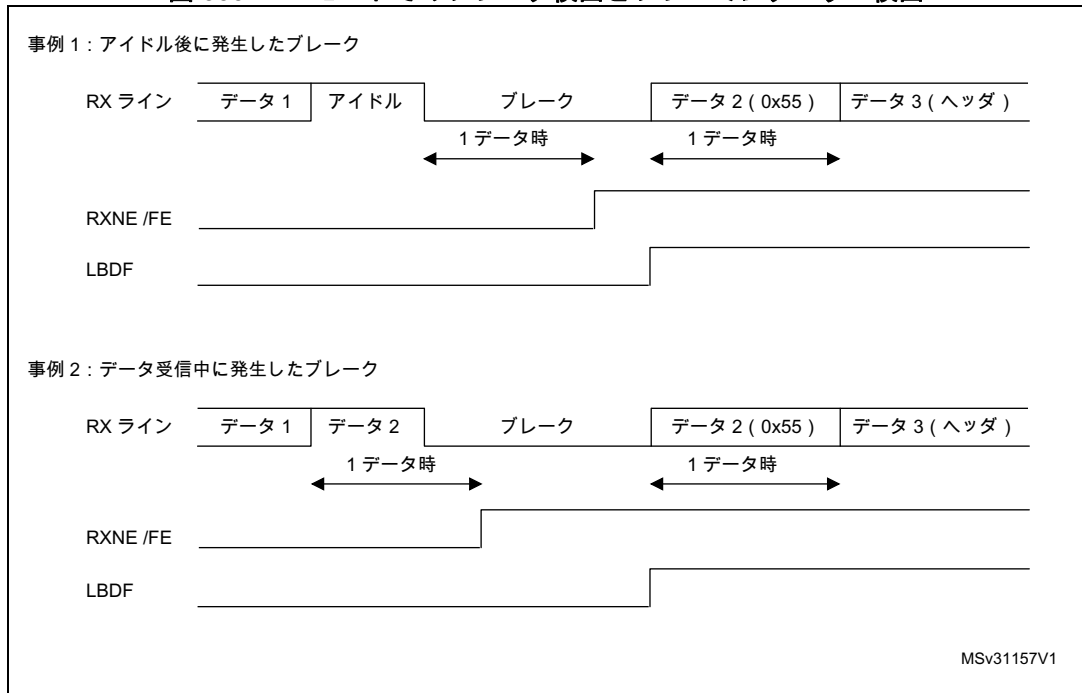 事例 1：アイドル後に発生したブレーク
RX ライン データ 1 アイドル ブレーク データ 2（0x55） データ 3（ヘッダ）
1 データ時 1 データ時
RXNE /FE
LBDF
事例 2：データ受信中に発生したブレーク
RX ライン データ 1 データ 2 ブレーク データ 2（0x55） データ 3（ヘッダ）
1 データ時 1 データ時
RXNE /FE
LBDF
MSv31157V1